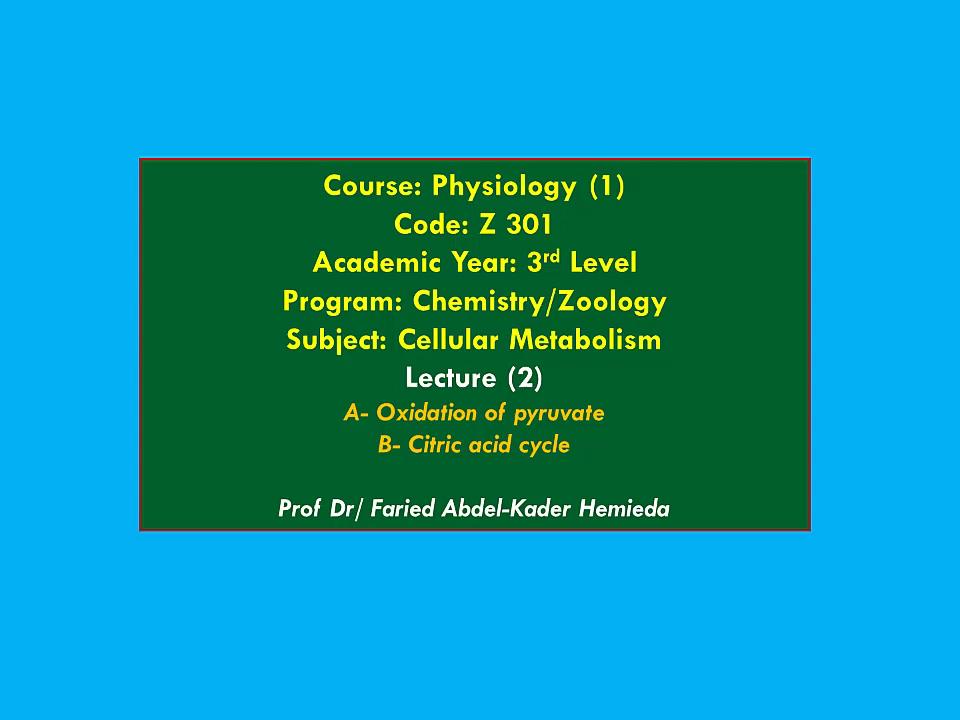 Course: Physiology (1)
Code: Z 301
Academic Year: 3rd Level
Program: Chemistry/Zoology
Subject: Cellular Metabolism
Lecture (2)
A- Oxidation of pyruvate
B- Citric acid cycle
Prof Dr/ Faried Abdel-Kader Hemieda